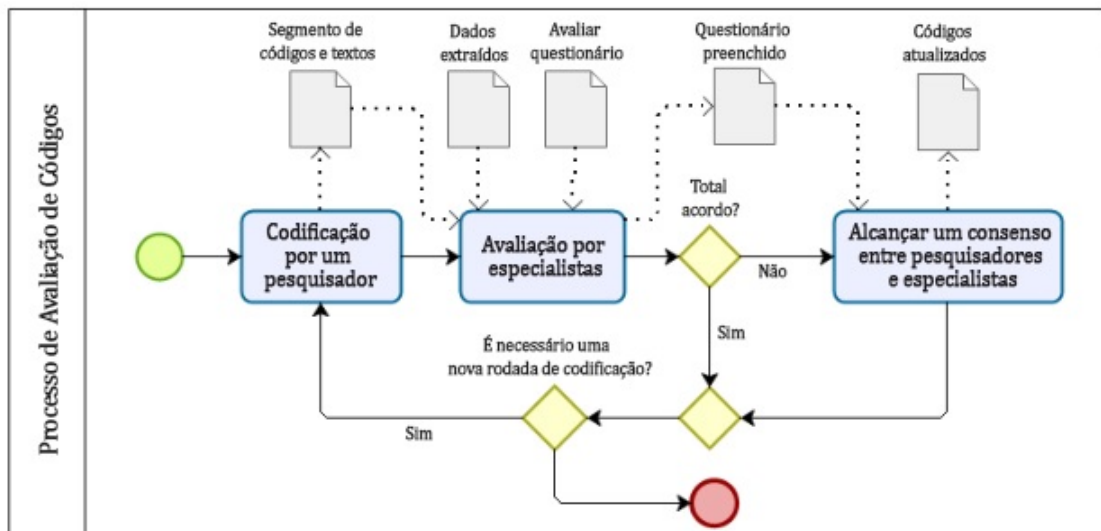 Processo de Avaliação de Códigos
Segmento de
códigos e textos
Dados
extraídos
Avaliar
questionário
Questionário
preenchido
Códigos
atualizados
Codificação
por um
pesquisador
Avaliação por
especialistas
Total
acordo?
Não
Alcançar um consenso
entre pesquisadores
e especialistas
Sim
É necessário uma
nova rodada de codificação?
Sim